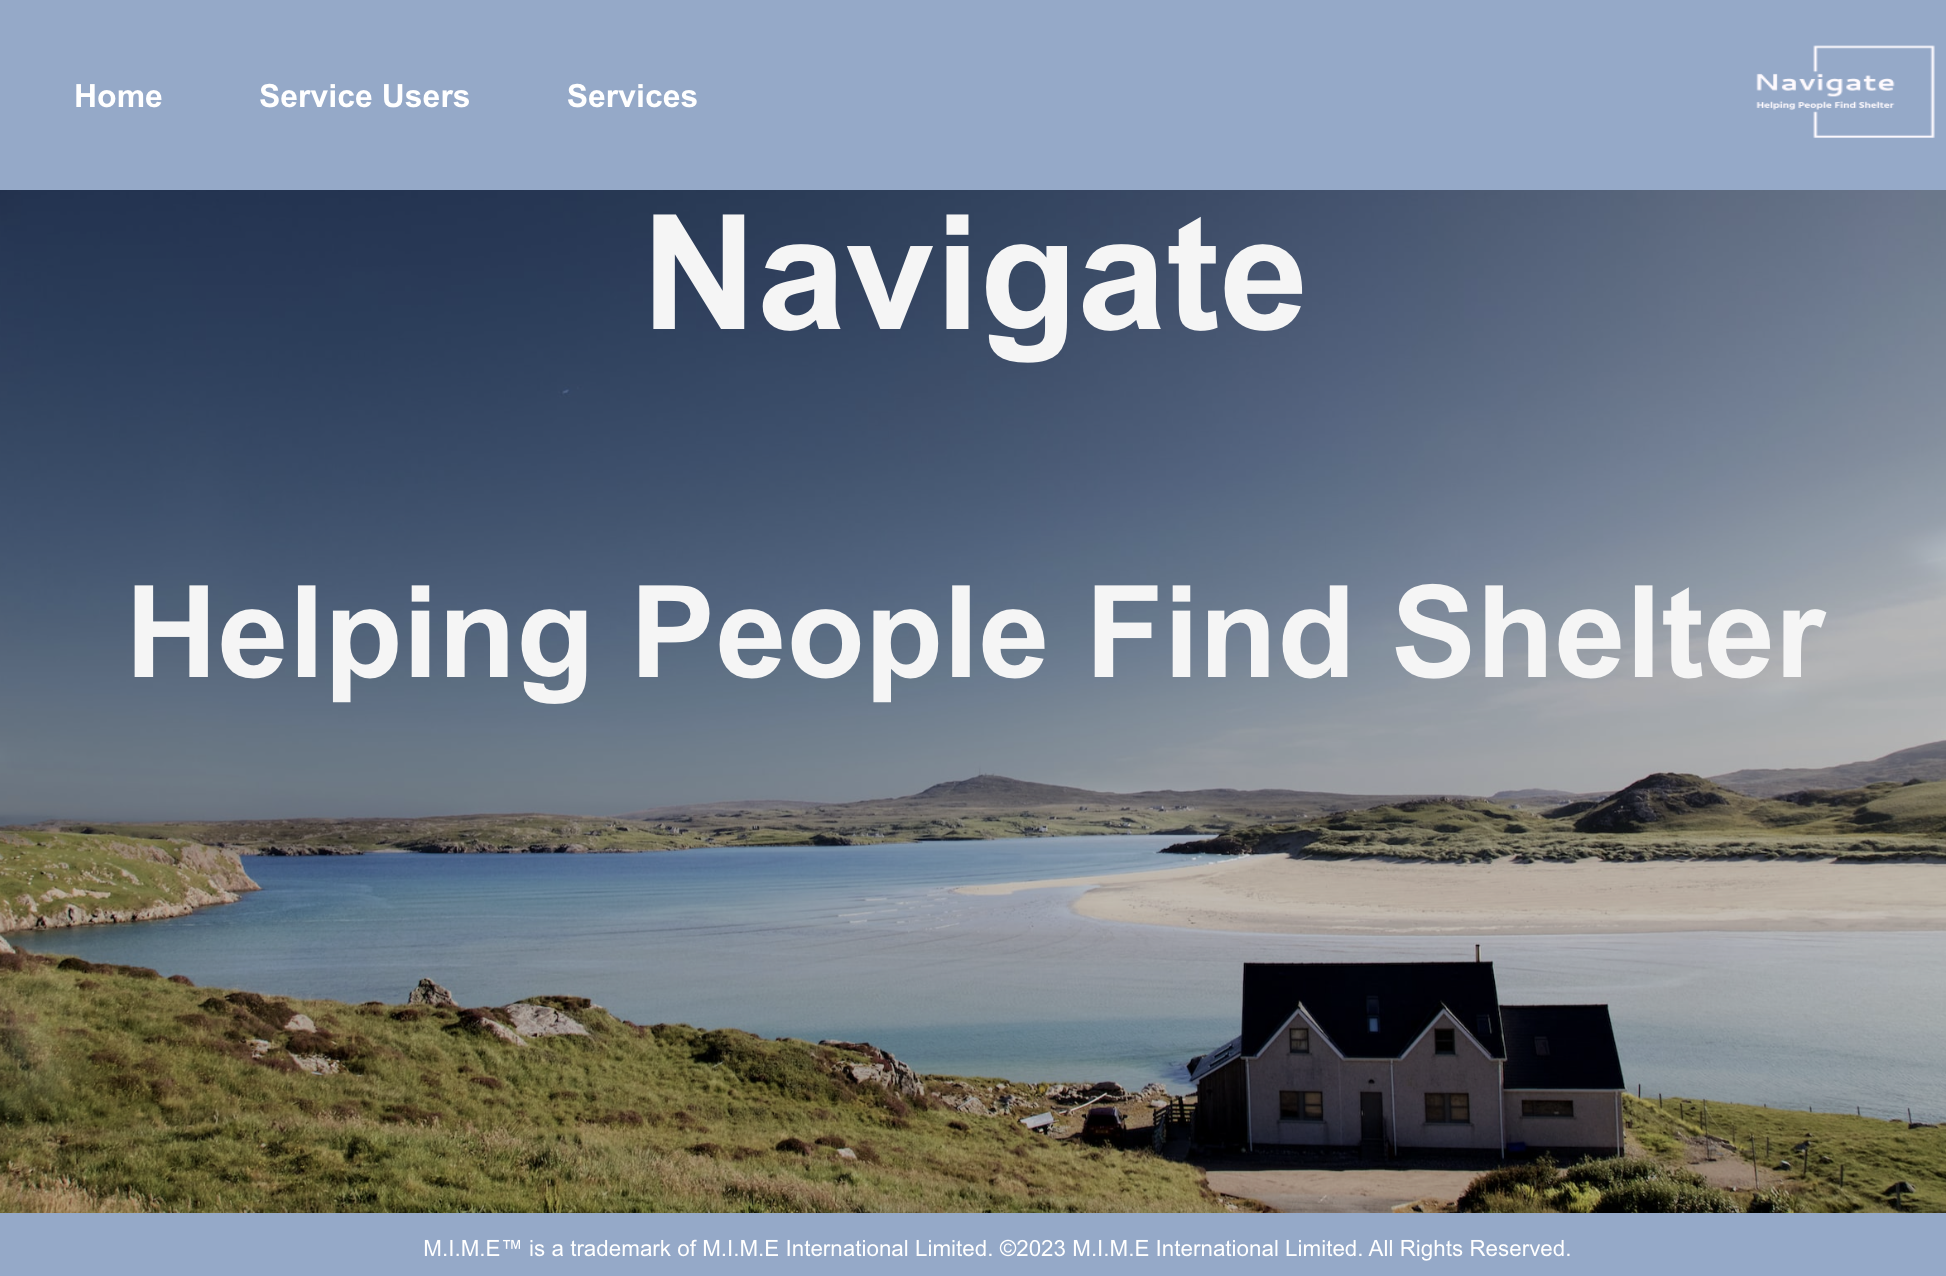 Home Service Users Services
Navigate
Helping People Find Shelter
Navigate
Helping People Find Shelter
M.I.M.E™ is a trademark of M.I.M.E International Limited. ©2023 M.I.M.E International Limited. All Rights Reserved.